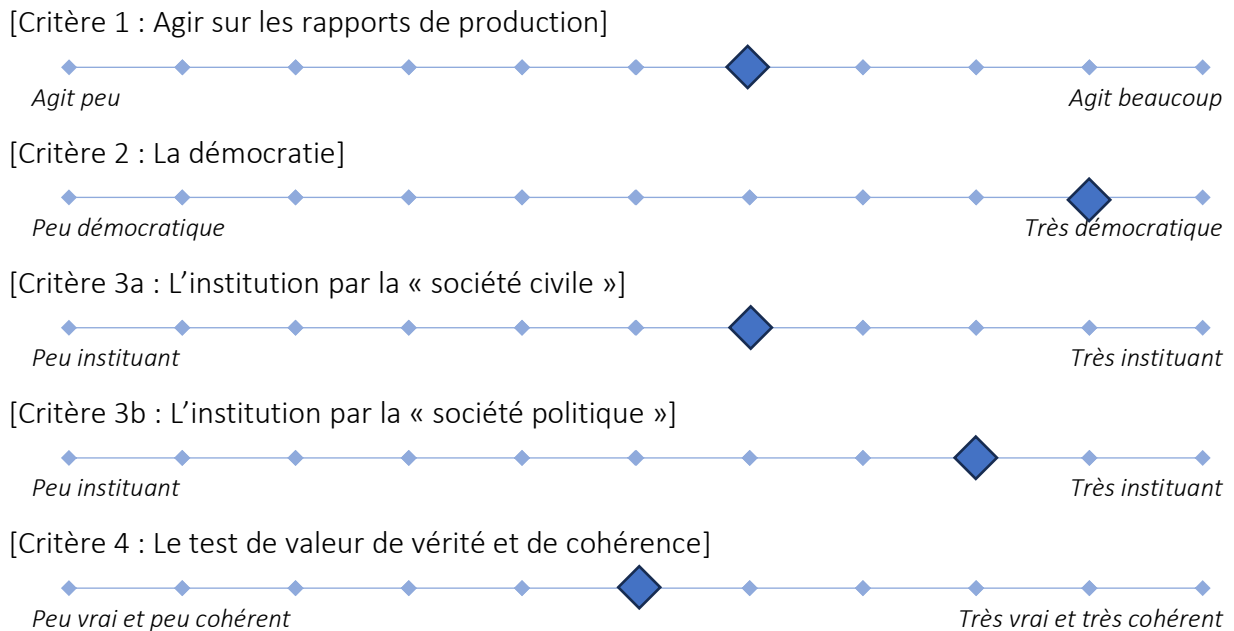 [Critère 1 : Agir sur les rapports de production]
Agit peu
Agit beaucoup
[Critère 2 : La démocratie]
Peu démocratique
Très démocratique
[Critère 3a : L’institution par la « société civile »]
Peu instituant
Très instituant
[Critère 3b : L’institution par la « société politique »]
Peu instituant
Très instituant
[Critère 4 : Le test de valeur de vérité et de cohérence]
Peu vrai et peu cohérent
Très vrai et très cohérent